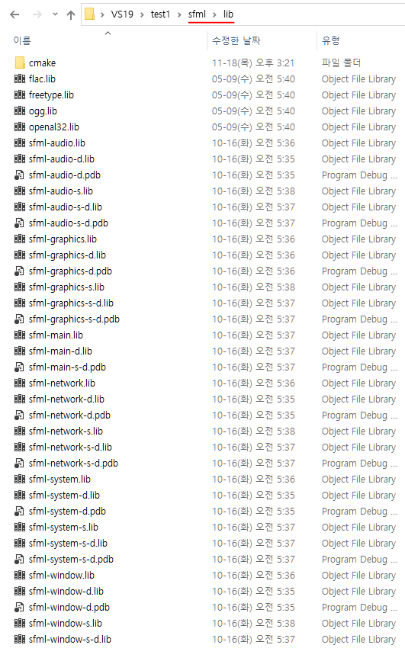 VS19 > test1 > sfml > lib
이름 수정한 날짜 유형
cmake 11-18(목) 오후 3:21 파일 폴더
flac.lib 05-09(수) 오전 5:40 Object File Library
freetype.lib 05-09(수) 오전 5:40 Object File Library
ogg.lib 05-09(수) 오전 5:40 Object File Library
openal32.lib 05-09(수) 오전 5:40 Object File Library
sfml-audio.lib 10-16(화) 오전 5:36 Object File Library
sfml-audio-d.lib 10-16(화) 오전 5:35 Object File Library
sfml-audio-d.pdb 10-16(화) 오전 5:35 Program Debug ...
sfml-audio-s.lib 10-16(화) 오전 5:38 Object File Library
sfml-audio-s-d.lib 10-16(화) 오전 5:37 Object File Library
sfml-audio-s-d.pdb 10-16(화) 오전 5:37 Program Debug ...
sfml-graphics.lib 10-16(화) 오전 5:36 Object File Library
sfml-graphics-d.lib 10-16(화) 오전 5:36 Object File Library
sfml-graphics-d.pdb 10-16(화) 오전 5:36 Program Debug ...
sfml-graphics-s.lib 10-16(화) 오전 5:38 Object File Library
sfml-graphics-s-d.lib 10-16(화) 오전 5:37 Object File Library
sfml-graphics-s-d.pdb 10-16(화) 오전 5:37 Program Debug ...
sfml-main.lib 10-16(화) 오전 5:37 Object File Library
sfml-main-d.lib 10-16(화) 오전 5:37 Object File Library
sfml-main-s-d.pdb 10-16(화) 오전 5:37 Program Debug ...
sfml-network.lib 10-16(화) 오전 5:36 Object File Library
sfml-network-d.lib 10-16(화) 오전 5:35 Object File Library
sfml-network-d.pdb 10-16(화) 오전 5:35 Program Debug ...
sfml-network-s.lib 10-16(화) 오전 5:38 Object File Library
sfml-network-s-d.lib 10-16(화) 오전 5:37 Object File Library
sfml-network-s-d.pdb 10-16(화) 오전 5:37 Program Debug ...
sfml-system.lib 10-16(화) 오전 5:36 Object File Library
sfml-system-d.lib 10-16(화) 오전 5:35 Object File Library
sfml-system-d.pdb 10-16(화) 오전 5:35 Program Debug ...
sfml-system-s.lib 10-16(화) 오전 5:37 Object File Library
sfml-system-s-d.lib 10-16(화) 오전 5:37 Object File Library
sfml-system-s-d.pdb 10-16(화) 오전 5:37 Program Debug ...
sfml-window.lib 10-16(화) 오전 5:36 Object File Library
sfml-window-d.lib 10-16(화) 오전 5:35 Object File Library
sfml-window-d.pdb 10-16(화) 오전 5:35 Program Debug ...
sfml-window-s.lib 10-16(화) 오전 5:38 Object File Library
sfml-window-s-d.lib 10-16(화) 오전 5:37 Object File Library